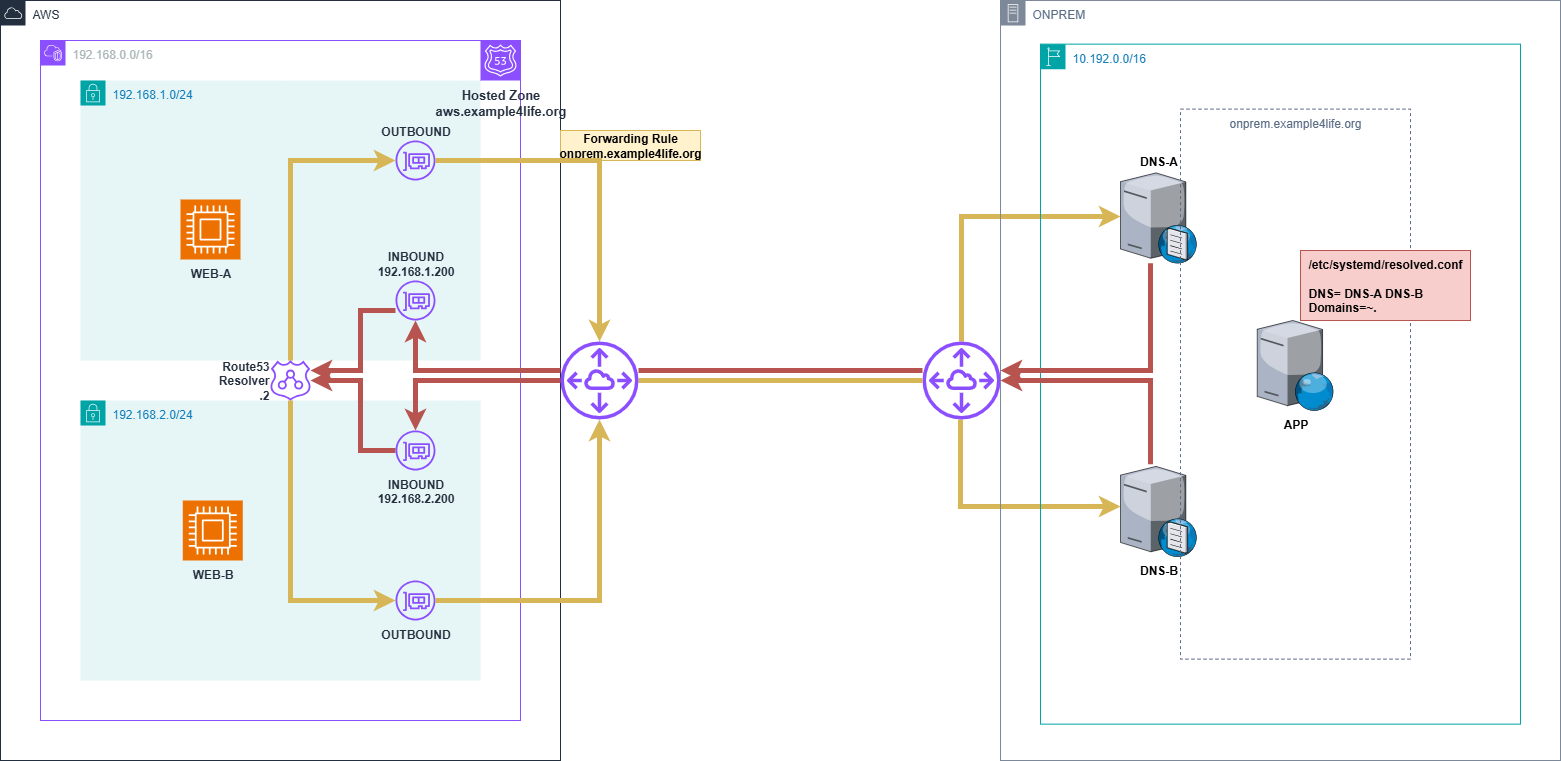 AWS
192.168.0.0/16
53
192.168.1.0/24
Hosted Zone
aws.example4life.org
OUTBOUND
Forwarding Rule
onprem.example4life.org
WEB-A
INBOUND
192.168.1.200
Route53
Resolver
.2
192.168.2.0/24
INBOUND
192.168.2.200
WEB-B
OUTBOUND
ONPREM
10.192.0.0/16
onprem.example4life.org
DNS-A
/etc/systemd/resolved.conf
DNS= DNS-A DNS-B
Domains=~.
APP
DNS-B